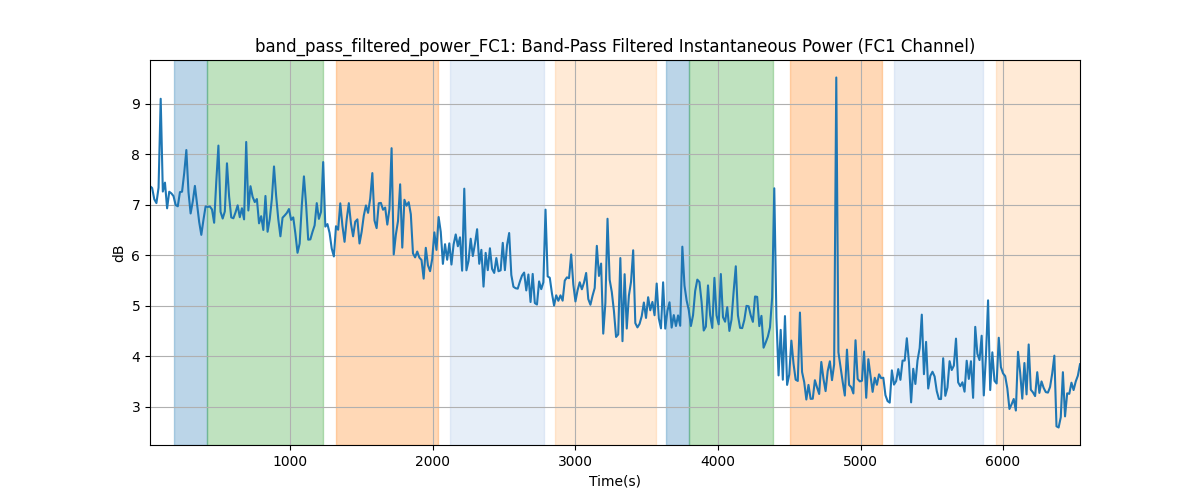 band_pass_filtered_power_FC1: Band-Pass Filtered Instantaneous Power (FC1 Channel)
9
8
7
6
5
4
3
dB
1000 2000 3000 4000 5000 6000
Time(s)